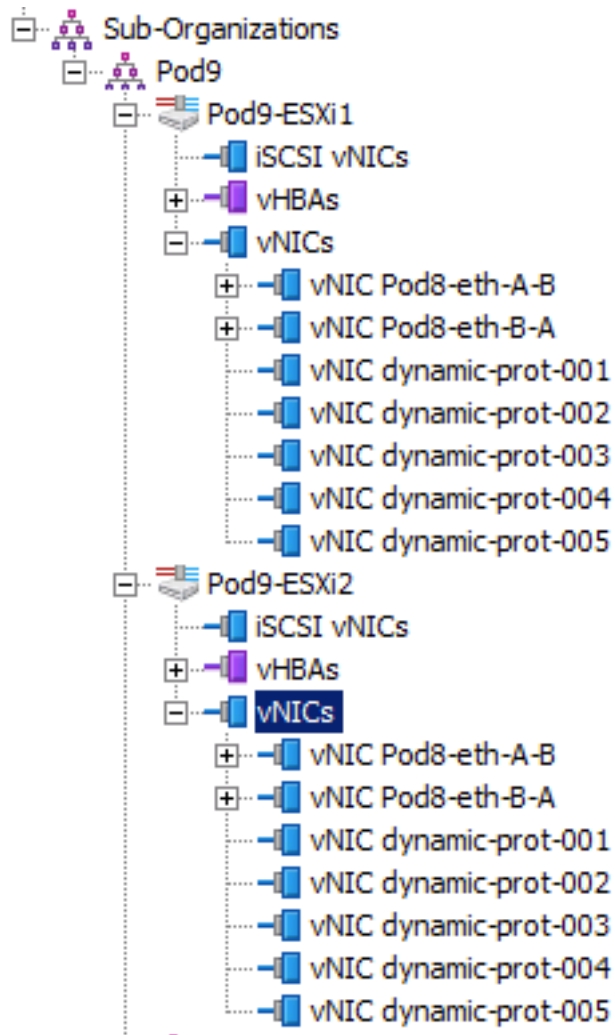 Sub-Organizations
Pod9
Pod9-ESXi1
iSCSI vNICs
vHBAs
vNICs
vNIC Pod8-eth-A-B
vNIC Pod8-eth-B-A
vNIC dynamic-prot-001
vNIC dynamic-prot-002
vNIC dynamic-prot-003
vNIC dynamic-prot-004
vNIC dynamic-prot-005
Pod9-ESXi2
iSCSI vNICs
vHBAs
vNICs
vNIC Pod8-eth-A-B
vNIC Pod8-eth-B-A
vNIC dynamic-prot-001
vNIC dynamic-prot-002
vNIC dynamic-prot-003
vNIC dynamic-prot-004
vNIC dynamic-prot-005